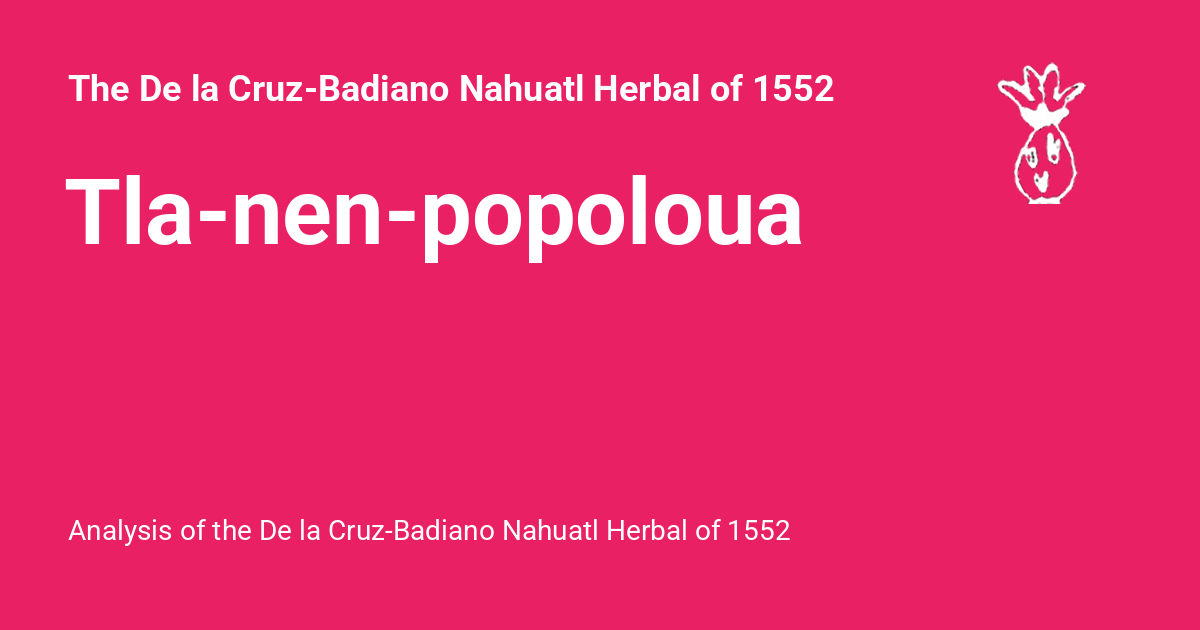 The De la Cruz-Badiano Nahuatl Herbal of 1552
Tla-nen-popoloua
Analysis of the De la Cruz-Badiano Nahuatl Herbal of 1552